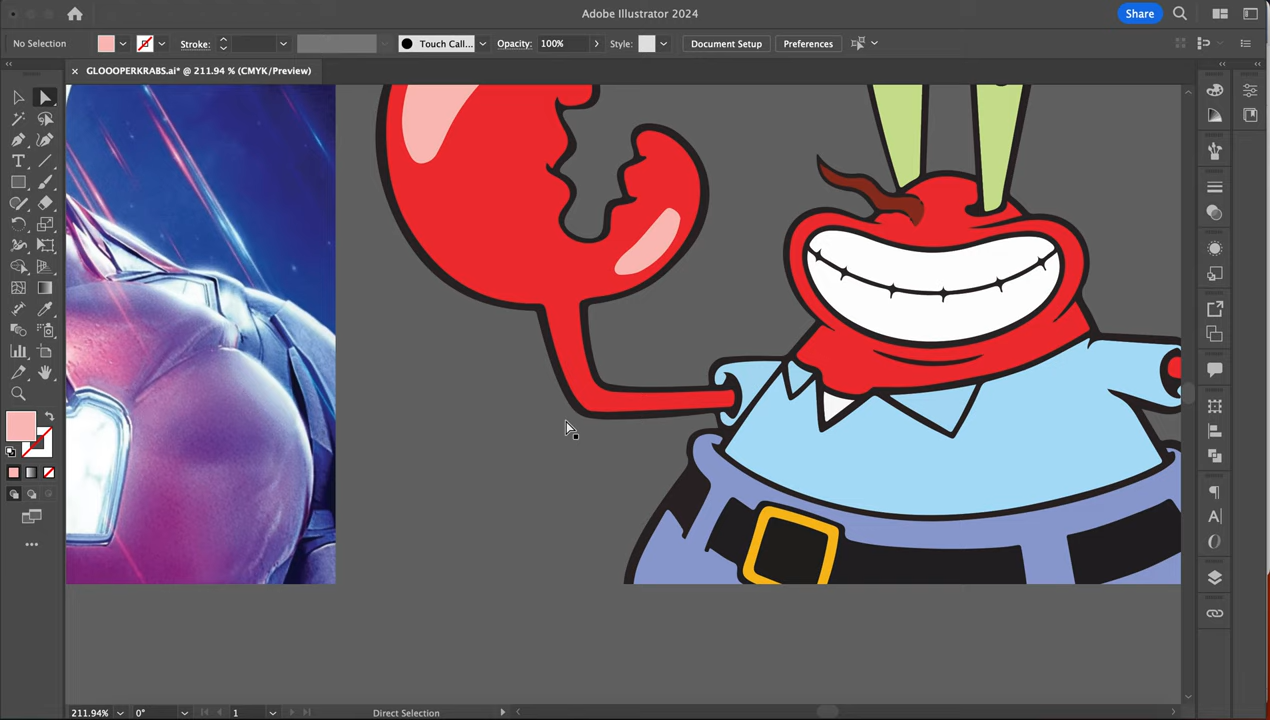 Adobe Illustrator 2024
Share
No Selection
Stroke:
Touch Call...
Opacity:
100%
Style:
Document Setup
Preferences
× GLOOOPERKRABS.ai* @ 211.94 % (CMYK/Preview)
211.94%
0°
1
Direct Selection